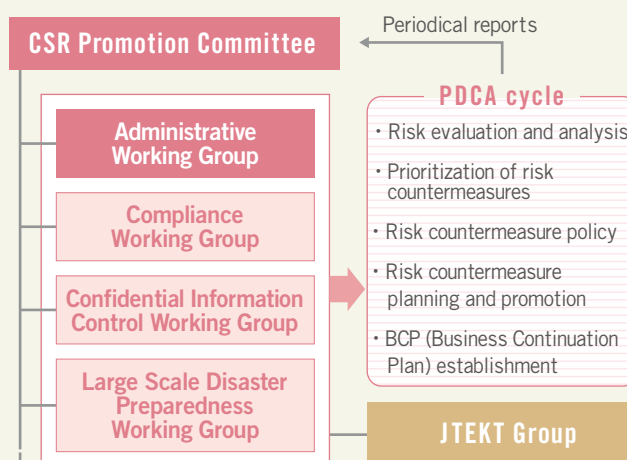 Periodical reports
CSR Promotion Committee
Administrative
Working Group
Compliance
Working Group
Confidential Information
Control Working Group
Large Scale Disaster
Preparedness
Working Group
PDCA cycle
・Risk evaluation and analysis
・Prioritization of risk
countermeasures
・Risk countermeasure policy
・Risk countermeasure
planning and promotion
・BCP (Business Continuation
Plan) establishment
JTEKT Group